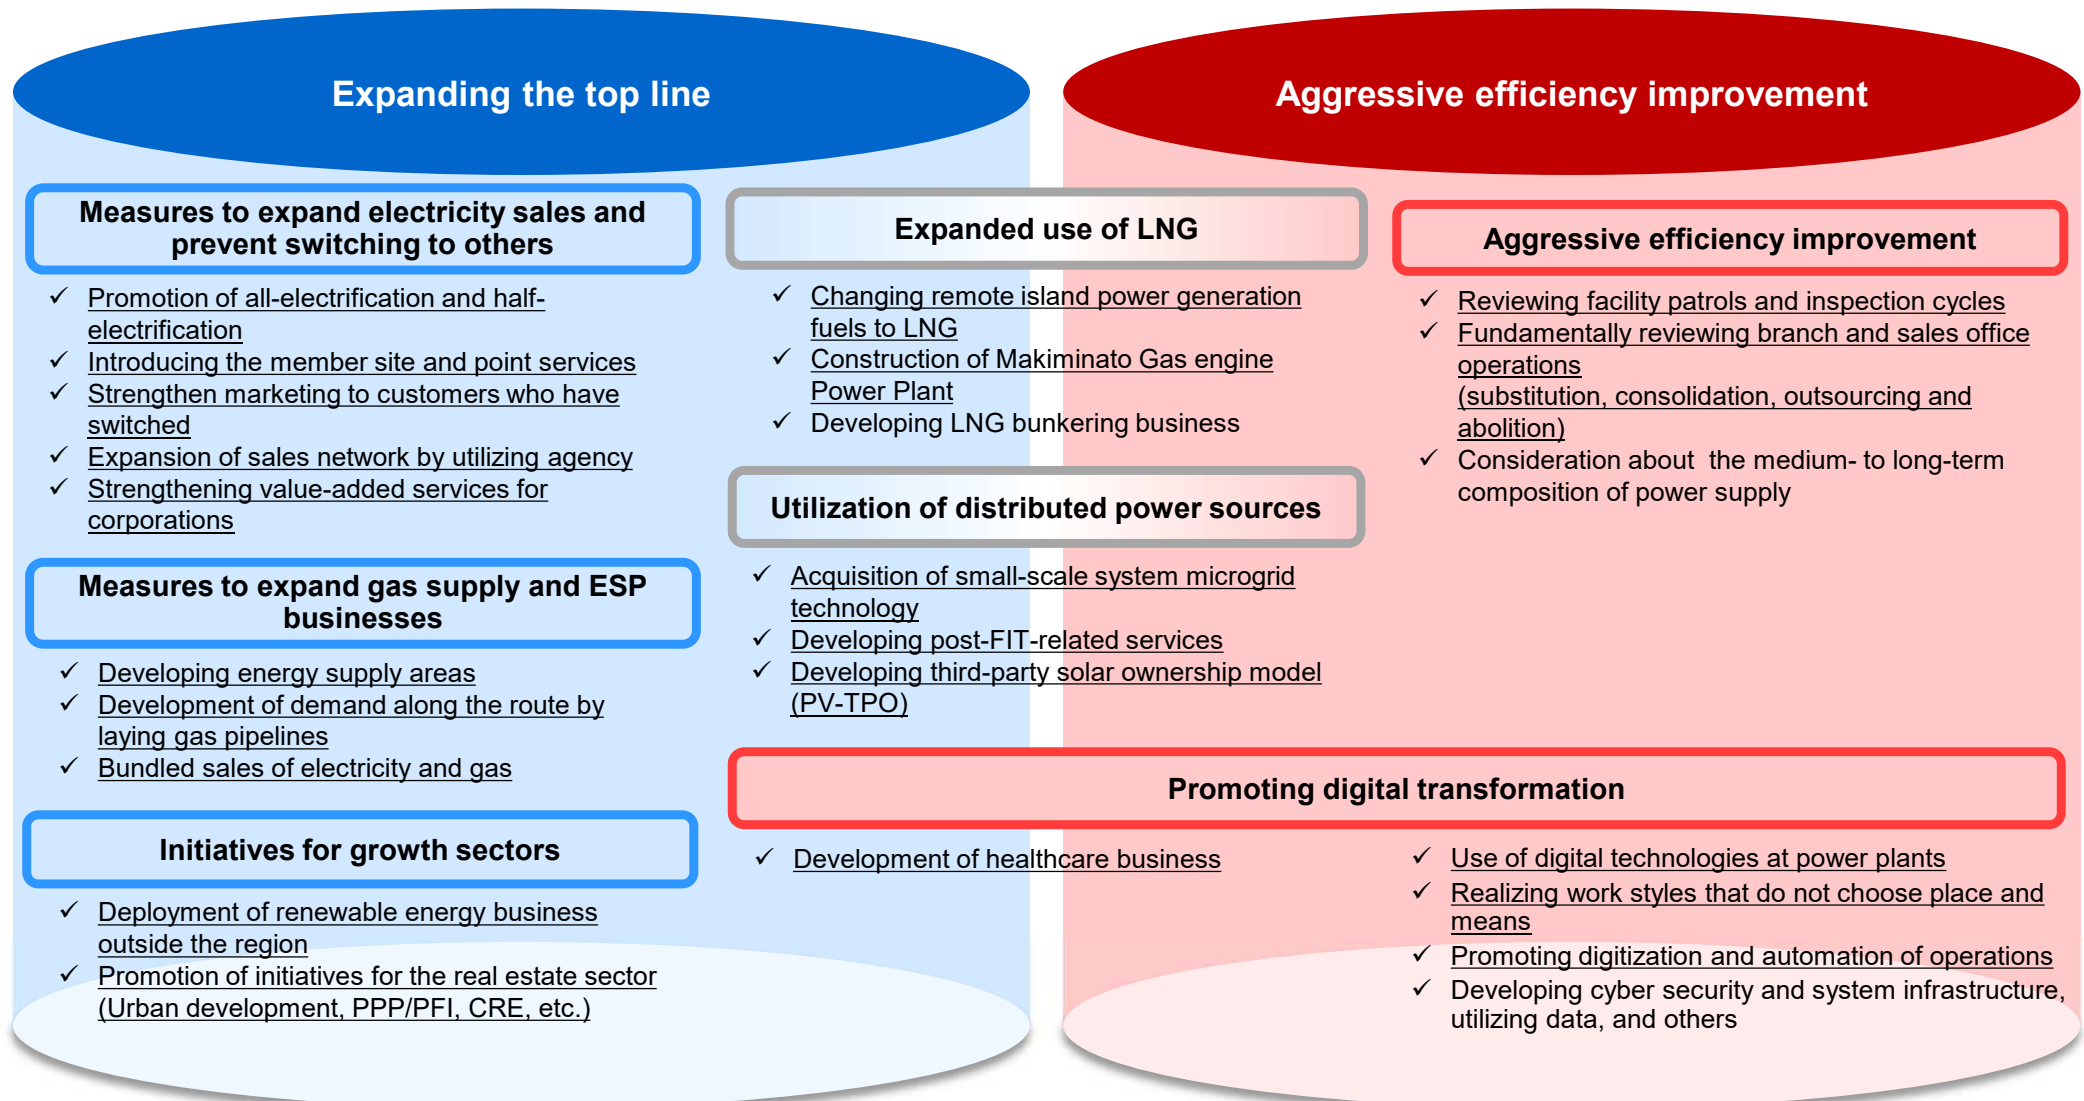 Expanding the top line
Aggressive efficiency improvement
Measures to expand electricity sales and
prevent switching to others
✓ Promotion of all-electrification and half-
electrification
✓ Introducing the member site and point services
✓ Strengthen marketing to customers who have
switched
✓ Expansion of sales network by utilizing agency
✓ Strengthening value-added services for
corporations
Measures to expand gas supply and ESP
businesses
✓ Developing energy supply areas
✓ Development of demand along the route by
laying gas pipelines
✓ Bundled sales of electricity and gas
Initiatives for growth sectors
✓ Deployment of renewable energy business
outside the region
✓ Promotion of initiatives for the real estate sector
(Urban development, PPP/PFI, CRE, etc.)
Expanded use of LNG
✓ Changing remote island power generation
fuels to LNG
✓ Construction of Makiminato Gas engine
Power Plant
✓ Developing LNG bunkering business
Utilization of distributed power sources
✓ Acquisition of small-scale system microgrid
technology
✓ Developing post-FIT-related services
✓ Developing third-party solar ownership model
(PV-TPO)
Aggressive efficiency improvement
✓ Reviewing facility patrols and inspection cycles
✓ Fundamentally reviewing branch and sales office
operations
(substitution, consolidation, outsourcing and
abolition)
✓ Consideration about  the medium- to long-term
composition of power supply
Promoting digital transformation
✓ Development of healthcare business
✓ Use of digital technologies at power plants
✓ Realizing work styles that do not choose place and
means
✓ Promoting digitization and automation of operations
✓ Developing cyber security and system infrastructure,
utilizing data, and others